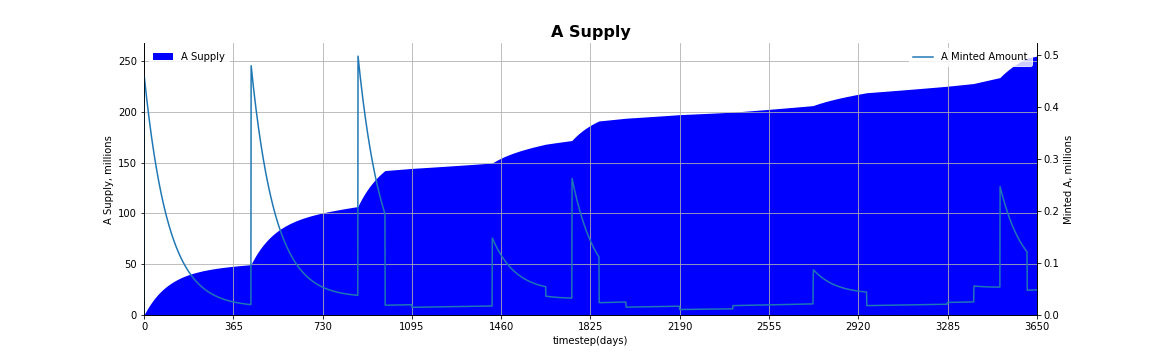 A Supply
A Supply
A Minted Amount
250
200
150
100
50
0
A Supply, millions
0.5
0.4
0.3
0.2
0.1
0.0
Minted A, millions
0 365 730 1095 1460 1825 2190 2555 2920 3285 3650
timestep(days)